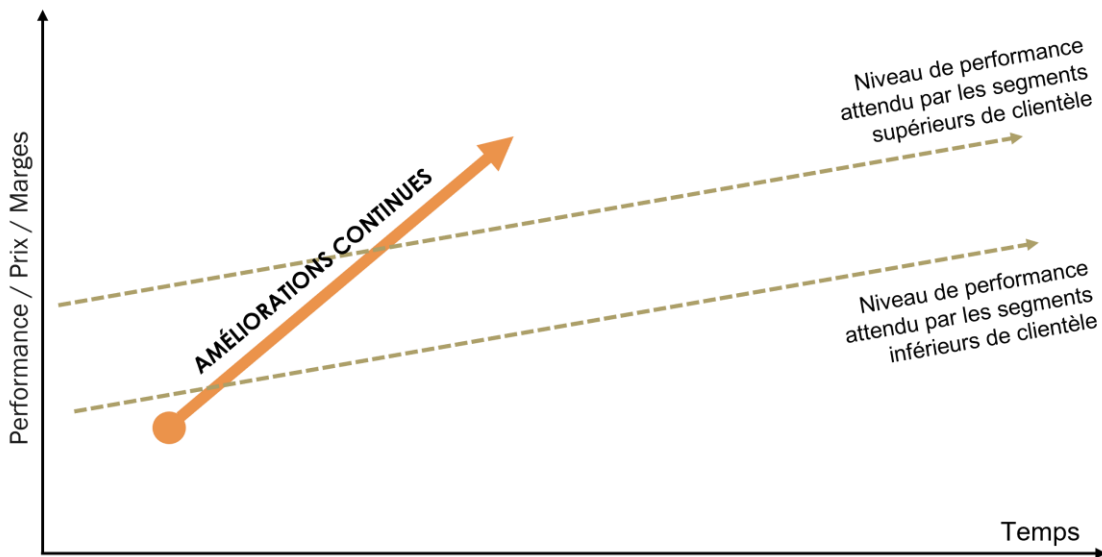 Niveau de performance
attendu par les segments
supérieurs de clientèle
Performance / Prix / Marges
AMÉLIORATIONS CONTINUES
Niveau de performance
attendu par les segments
inférieurs de clientèle
Temps